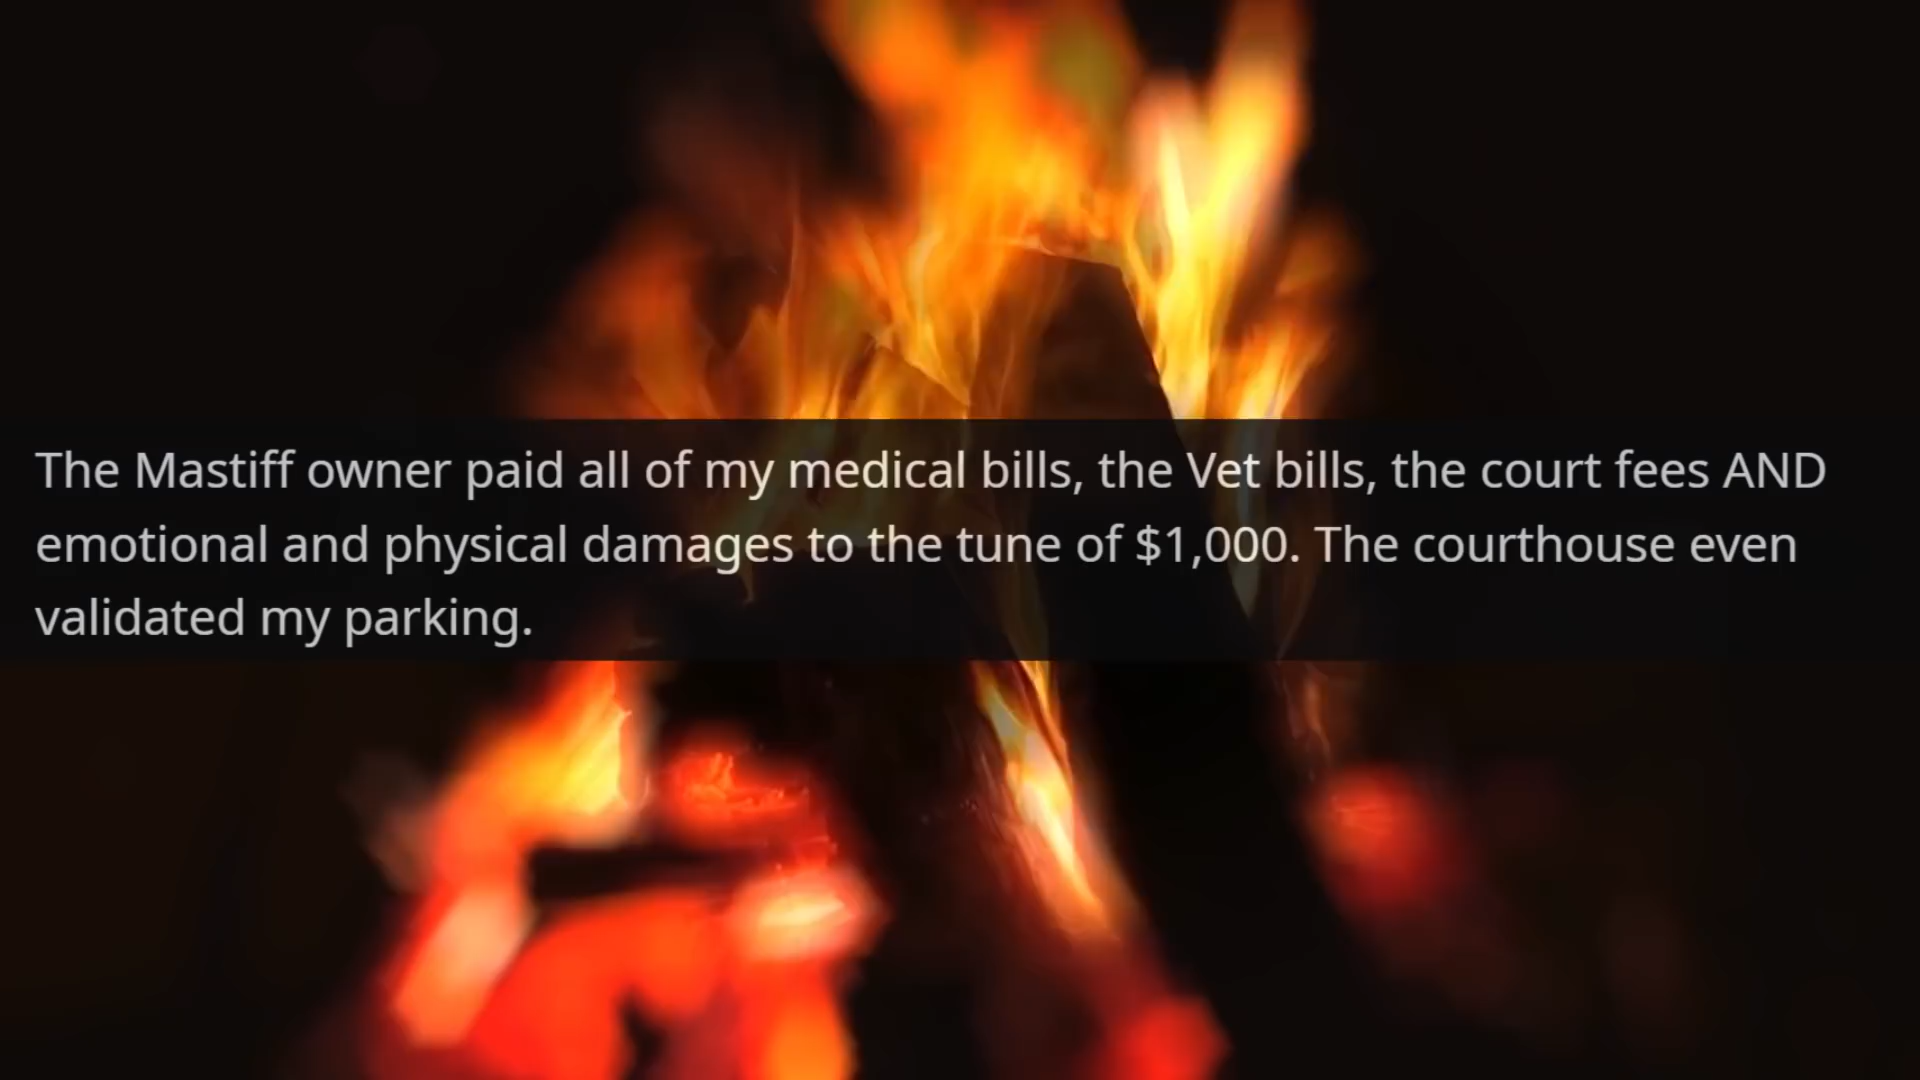 The Mastiff owner paid all of my medical bills, the Vet bills, the court fees AND
emotional and physical damages to the tune of $1,000. The courthouse even
validated my parking.